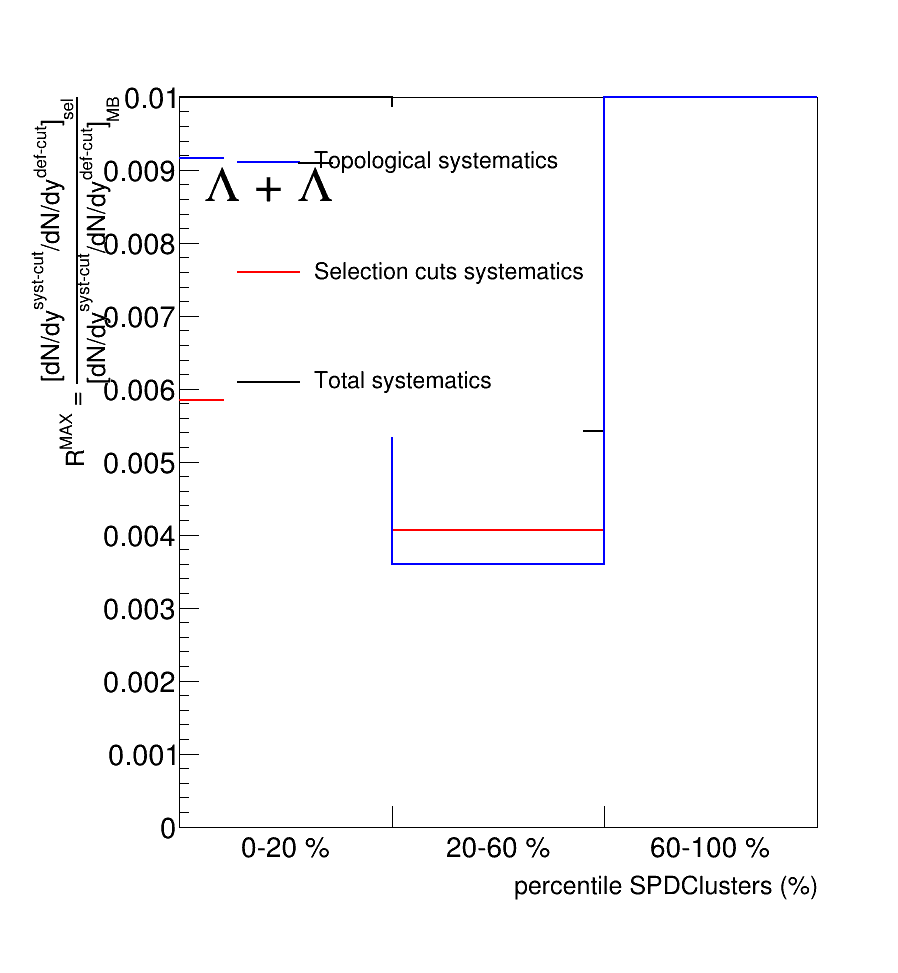 0.01
0.009
0.008
0.007
0.006
0.005
0.004
0.003
0.002
0.001
0
R^MAX = [dN/dy^syst-cut/dN/dy^def-cut]_sel
[dN/dy^syst-cut/dN/dy^def-cut]_MB
Topological systematics
Λ + Λ̅
Selection cuts systematics
Total systematics
0-20 % 20-60 % 60-100 %
percentile SPDClusters (%)